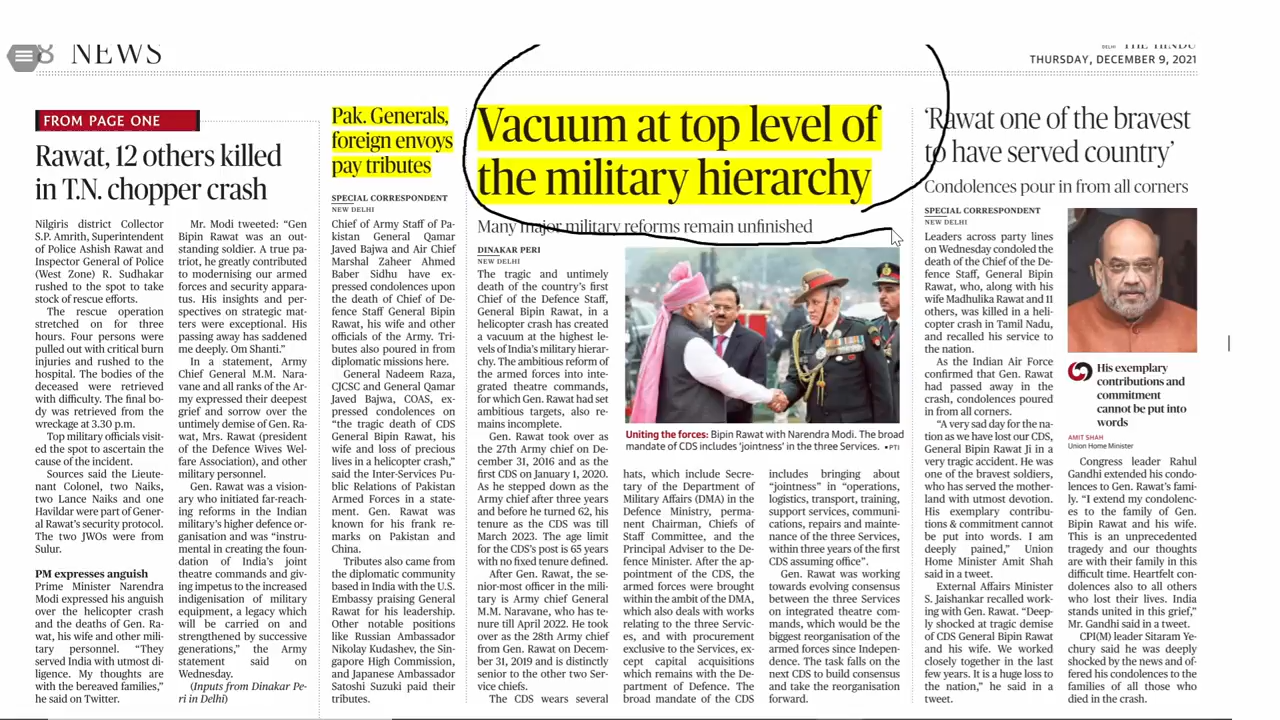 8 NEWS
DELHI THE HINDU
THURSDAY, DECEMBER 9, 2021
FROM PAGE ONE
Rawat, 12 others killed
in T.N. chopper crash
Nilgiris district Collector
S.P. Amrith, Superintendent
of Police Ashish Rawat and
Inspector General of Police
(West Zone) R. Sudhakar
rushed to the spot to take
stock of rescue efforts.
The rescue operation
stretched on for three
hours. Four persons were
pulled out with critical burn
injuries and rushed to the
hospital. The bodies of the
deceased were retrieved
with difficulty. The final bo-
dy was retrieved from the
wreckage at 3.30 p.m.
Top military officials visit-
ed the spot to ascertain the
cause of the incident.
Sources said the Lieute-
nant Colonel, two Naiks,
two Lance Naiks and one
Havildar were part of Gener-
al Rawat's security protocol.
The two JWOs were from
Sulur.
PM expresses anguish
Prime Minister Narendra
Modi expressed his anguish
over the helicopter crash
and the deaths of Gen. Ra-
wat, his wife and other mili-
tary personnel. "They
served India with utmost di-
ligence. My thoughts are
with the bereaved families,"
he said on Twitter.
Mr. Modi tweeted: "Gen
Bipin Rawat was an out-
standing soldier. A true pa-
triot, he greatly contributed
to modernising our armed
forces and security appara-
tus. His insights and per-
spectives on strategic mat-
ters were exceptional. His
passing away has saddened
me deeply. Om Shanti."
In a statement, Army
Chief General M.M. Nara-
vane and all ranks of the Ar-
my expressed their deepest
grief and sorrow over the
untimely demise of Gen. Ra-
wat, Mrs. Rawat (president
of the Defence Wives Wel-
fare Association), and other
military personnel.
Gen. Rawat was a vision-
ary who initiated far-reach-
ing reforms in the Indian
military's higher defence or-
ganisation and was "instru-
mental in creating the foun-
dation of India's joint
theatre commands and giv-
ing impetus to the increased
indigenisation of military
equipment, a legacy which
will be carried on and
strengthened by successive
generations," the Army
statement said on
Wednesday.
(Inputs from Dinakar Pe-
ri in Delhi)
Pak. Generals,
foreign envoys
pay tributes
SPECIAL CORRESPONDENT
NEW DELHI
Chief of Army Staff of Pa-
kistan General Qamar
Javed Bajwa and Air Chief
Marshal Zaheer Ahmed
Baber Sidhu have ex-
pressed condolences upon
the death of Chief of De-
fence Staff General Bipin
Rawat, his wife and other
officials of the Army. Tri-
butes also poured in from
diplomatic missions here.
General Nadeem Raza,
CJCSC and General Qamar
Javed Bajwa, COAS, ex-
pressed condolences on
"the tragic death of CDS
General Bipin Rawat, his
wife and loss of precious
lives in a helicopter crash,"
said the Inter-Services Pu-
blic Relations of Pakistan
Armed Forces in a state-
ment. Gen. Rawat was
known for his frank re-
marks on Pakistan and
China.
Tributes also came from
the diplomatic community
based in India with the U.S.
Embassy praising General
Rawat for his leadership.
Other notable positions
like Russian Ambassador
Nikolay Kudashev, the Sin-
gapore High Commission,
and Japanese Ambassador
Satoshi Suzuki paid their
tributes.
Vacuum at top level of
the military hierarchy
Many major military reforms remain unfinished
DINAKAR PERI
NEW DELHI
The tragic and untimely
death of the country's first
Chief of the Defence Staff,
General Bipin Rawat, in a
helicopter crash has created
a vacuum at the highest le-
vels of India's military hierar-
chy. The ambitious reform of
the armed forces into inte-
grated theatre commands,
for which Gen. Rawat had set
ambitious targets, also re-
mains incomplete.
Gen. Rawat took over as
the 27th Army chief on De-
cember 31, 2016 and as the
first CDS on January 1, 2020.
As he stepped down as the
Army chief after three years
and before he turned 62, his
tenure as the CDS was till
March 2023. The age limit
for the CDS's post is 65 years
with no fixed tenure defined.
After Gen. Rawat, the se-
nior-most officer in the mili-
tary is Army chief General
M.M. Naravane, who has te-
nure till April 2022. He took
over as the 28th Army chief
from Gen. Rawat on Decem-
ber 31, 2019 and is distinctly
senior to the other two Ser-
vice chiefs.
The CDS wears several
Uniting the forces: Bipin Rawat with Narendra Modi. The broad
mandate of CDS includes 'jointness' in the three Services. •PTI
hats, which include Secre-
tary of the Department of
Military Affairs (DMA) in the
Defence Ministry, perma-
nent Chairman, Chiefs of
Staff Committee, and the
Principal Adviser to the De-
fence Minister. After the ap-
pointment of the CDS, the
armed forces were brought
within the ambit of the DMA,
which also deals with works
relating to the three Servic-
es, and with procurement
exclusive to the Services, ex-
cept capital acquisitions
which remains with the De-
partment of Defence. The
broad mandate of the CDS
includes bringing about
"jointness" in "operations,
logistics, transport, training,
support services, communi-
cations, repairs and mainte-
nance of the three Services,
within three years of the first
CDS assuming office".
Gen. Rawat was working
towards evolving consensus
between the three Services
on integrated theatre com-
mands, which would be the
biggest reorganisation of the
armed forces since Indepen-
dence. The task falls on the
next CDS to build consensus
and take the reorganisation
forward.
'Rawat one of the bravest
to have served country'
Condolences pour in from all corners
SPECIAL CORRESPONDENT
NEW DELHI
Leaders across party lines
on Wednesday condoled the
death of the Chief of the De-
fence Staff, General Bipin
Rawat, who, along with his
wife Madhulika Rawat and 11
others, was killed in a heli-
copter crash in Tamil Nadu,
and recalled his service to
the nation.
As the Indian Air Force
confirmed that Gen. Rawat
had passed away in the
crash, condolences poured
in from all corners.
"A very sad day for the na-
tion as we have lost our CDS,
General Bipin Rawat Ji in a
very tragic accident. He was
one of the bravest soldiers,
who has served the mother-
land with utmost devotion.
His exemplary contribu-
tions & commitment cannot
be put into words. I am
deeply pained," Union
Home Minister Amit Shah
said in a tweet.
External Affairs Minister
S. Jaishankar recalled work-
ing with Gen. Rawat. "Deep-
ly shocked at tragic demise
of CDS General Bipin Rawat
and his wife. We worked
closely together in the last
few years. It is a huge loss to
the nation," he said in a
tweet.
His exemplary
contributions and
commitment
cannot be put into
words
AMIT SHAH
Union Home Minister
Congress leader Rahul
Gandhi extended his condo-
lences to Gen. Rawat's fami-
ly. "I extend my condolenc-
es to the family of Gen.
Bipin Rawat and his wife.
This is an unprecedented
tragedy and our thoughts
are with their family in this
difficult time. Heartfelt con-
dolences also to all others
who lost their lives. India
stands united in this grief,"
Mr. Gandhi said in a tweet.
CPI(M) leader Sitaram Ye-
chury said he was deeply
shocked by the news and of-
fered his condolences to the
families of all those who
died in the crash.